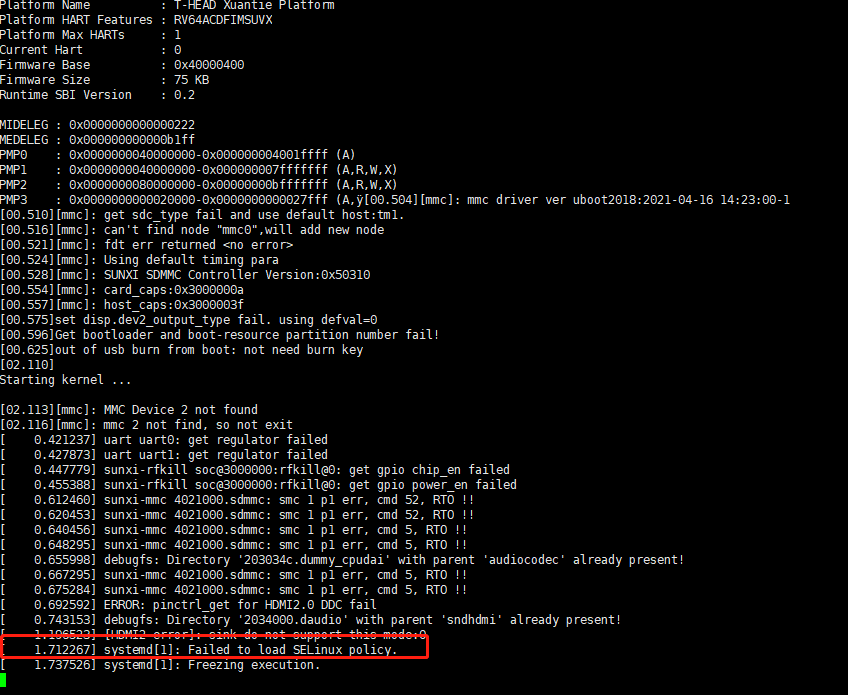 Platform Name          : T-HEAD Xuantie Platform
Platform HART Features : RV64ACDFIMSUVX
Platform Max HARTs     : 1
Current Hart           : 0
Firmware Base          : 0x40000400
Firmware Size          : 75 KB
Runtime SBI Version    : 0.2

MIDELEG : 0x0000000000000222
MEDELEG : 0x000000000000b1ff
PMP0    : 0x0000000040000000-0x000000004001ffff (A)
PMP1    : 0x0000000040000000-0x000000007fffffff (A,R,W,X)
PMP2    : 0x0000000080000000-0x00000000bfffffff (A,R,W,X)
PMP3    : 0x0000000000020000-0x0000000000027fff (A,ÿ[00.504][mmc]: mmc driver ver uboot2018:2021-04-16 14:23:00-1
[00.510][mmc]: get sdc_type fail and use default host:tm1.
[00.516][mmc]: can't find node "mmc0",will add new node
[00.521][mmc]: fdt err returned <no error>
[00.524][mmc]: Using default timing para
[00.528][mmc]: SUNXI SDMMC Controller Version:0x50310
[00.554][mmc]: card_caps:0x3000000a
[00.557][mmc]: host_caps:0x3000003f
[00.575]set disp.dev2_output_type fail. using defval=0
[00.596]Get bootloader and boot-resource partition number fail!
[00.625]out of usb burn from boot: not need burn key
[02.110]
Starting kernel ...

[02.113][mmc]: MMC Device 2 not found
[02.116][mmc]: mmc 2 not find, so not exit
[    0.421237] uart uart0: get regulator failed
[    0.427873] uart uart1: get regulator failed
[    0.447779] sunxi-rfkill soc@3000000:rfkill@0: get gpio chip_en failed
[    0.455388] sunxi-rfkill soc@3000000:rfkill@0: get gpio power_en failed
[    0.612460] sunxi-mmc 4021000.sdmmc: smc 1 p1 err, cmd 52, RTO !!
[    0.620453] sunxi-mmc 4021000.sdmmc: smc 1 p1 err, cmd 52, RTO !!
[    0.640456] sunxi-mmc 4021000.sdmmc: smc 1 p1 err, cmd 5, RTO !!
[    0.648295] sunxi-mmc 4021000.sdmmc: smc 1 p1 err, cmd 5, RTO !!
[    0.655998] debugfs: Directory '203034c.dummy_cpudai' with parent 'audiocodec' already present!
[    0.667295] sunxi-mmc 4021000.sdmmc: smc 1 p1 err, cmd 5, RTO !!
[    0.675284] sunxi-mmc 4021000.sdmmc: smc 1 p1 err, cmd 5, RTO !!
[    0.692592] ERROR: pinctrl_get for HDMI2.0 DDC fail
[    0.743153] debugfs: Directory '2034000.daudio' with parent 'sndhdmi' already present!
[    1.196523] [HDMI2 error]: sink do not support this mode:0
[    1.712267] systemd[1]: Failed to load SELinux policy.
[    1.737526] systemd[1]: Freezing execution.